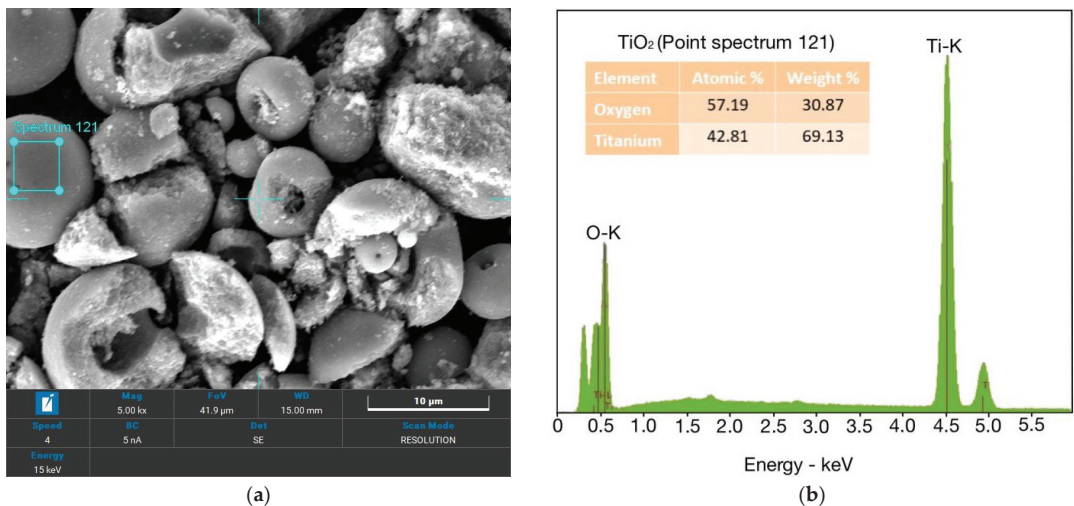 Spectrum 121
Mag FoV WD
5.00 kx 41.9 μm 15.00 mm 10 μm
Speed BC Det Scan Mode
4 5 nA SE RESOLUTION
Energy
15 keV
(a)
TiO₂ (Point spectrum 121)
Element Atomic % Weight %
Oxygen 57.19 30.87
Titanium 42.81 69.13
Ti-K
O-K
0 0.5 1.0 1.5 2.0 2.5 3.0 3.5 4.0 4.5 5.0 5.5
Energy - keV
(b)